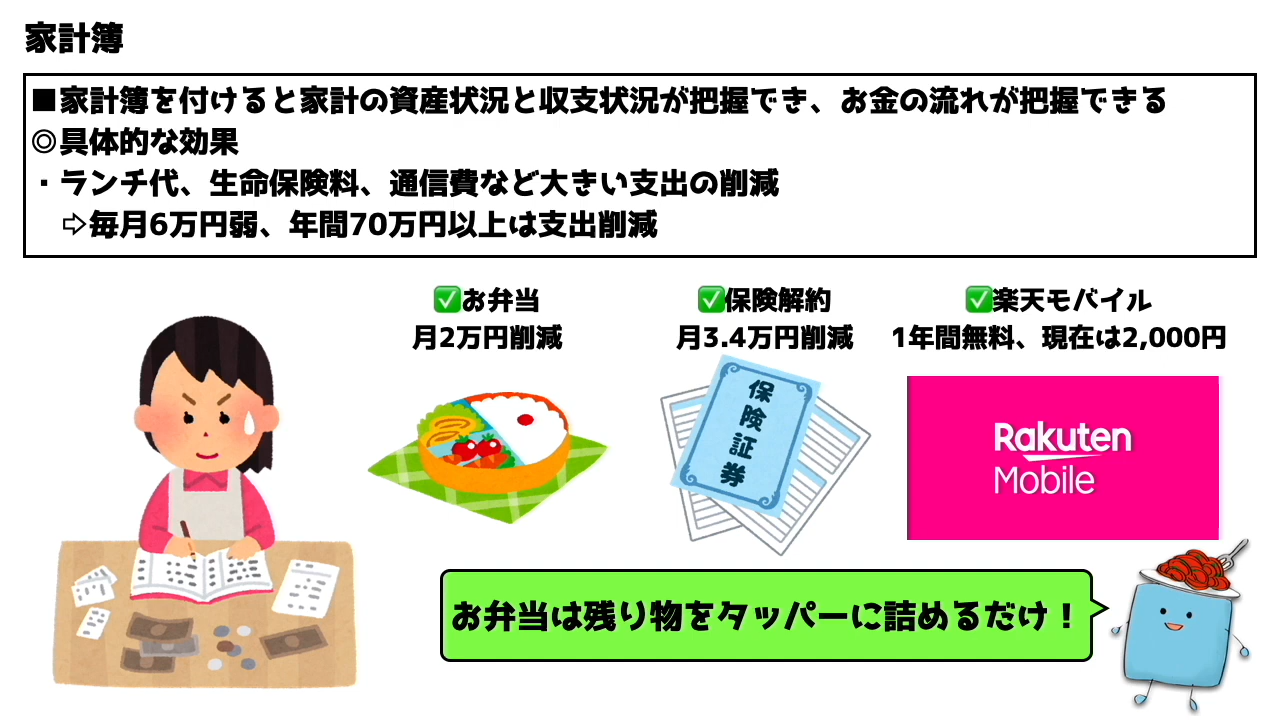 家計簿
■家計簿を付けると家計の資産状況と収支状況が把握でき、お金の流れが把握できる
◎具体的な効果
・ランチ代、生命保険料、通信費など大きい支出の削減
⇨毎月6万円弱、年間70万円以上は支出削減
✅お弁当
月2万円削減
✅保険解約
月3.4万円削減
✅楽天モバイル
1年間無料、現在は2,000円
保険証券
Rakuten
Mobile
お弁当は残り物をタッパーに詰めるだけ！